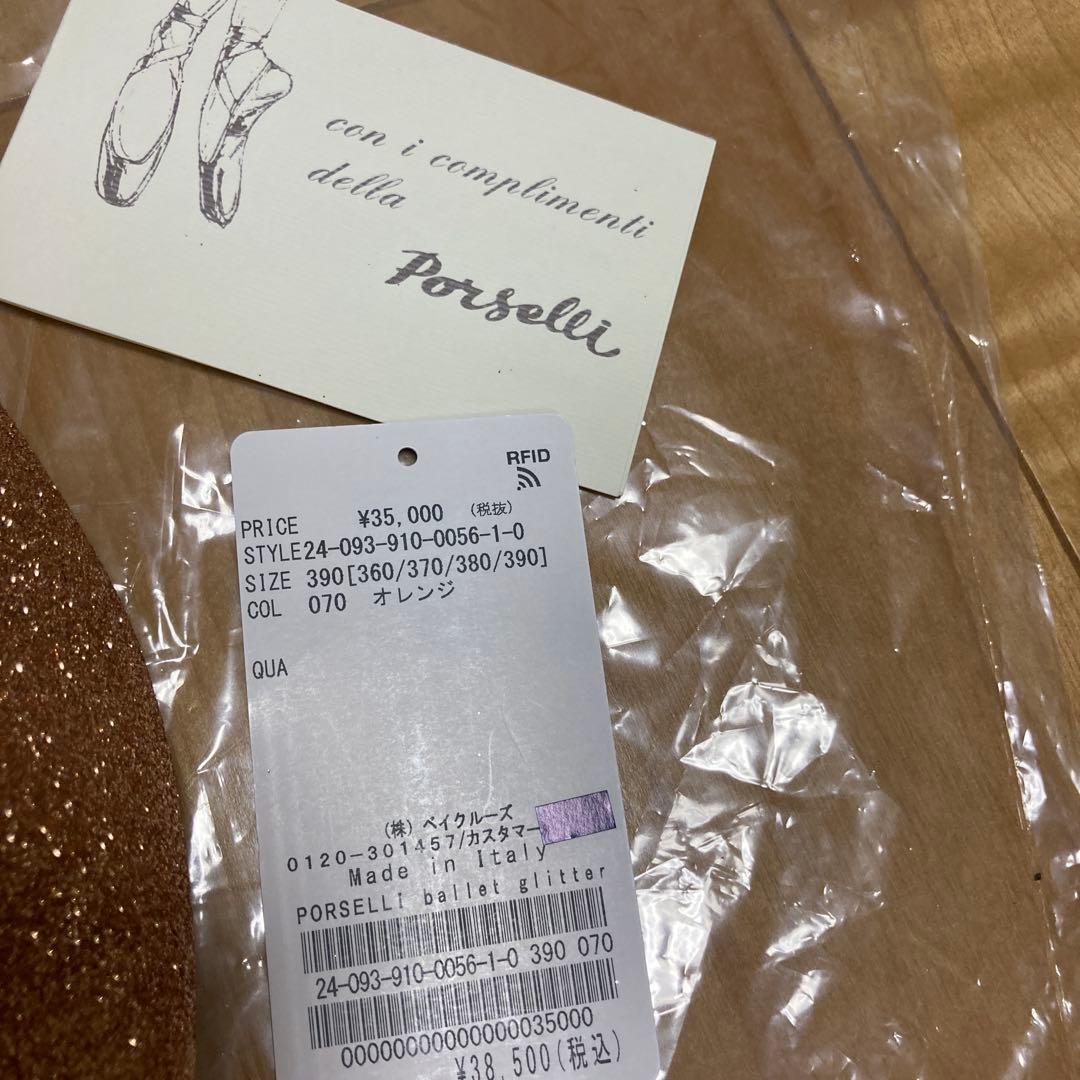 con i complimenti
della
Porselli
RFID
PRICE ¥35,000 (税抜)
STYLE 24-093-910-0056-1-0
SIZE 390[360/370/380/390]
COL 070 オレンジ
QUA
(株) ベイクルーズ
0120-301457/カスタマー
Made in Italy
PORSELLI ballet glitter
24-093-910-0056-1-0 390 070
0000000000000035000
¥38,500(税込)